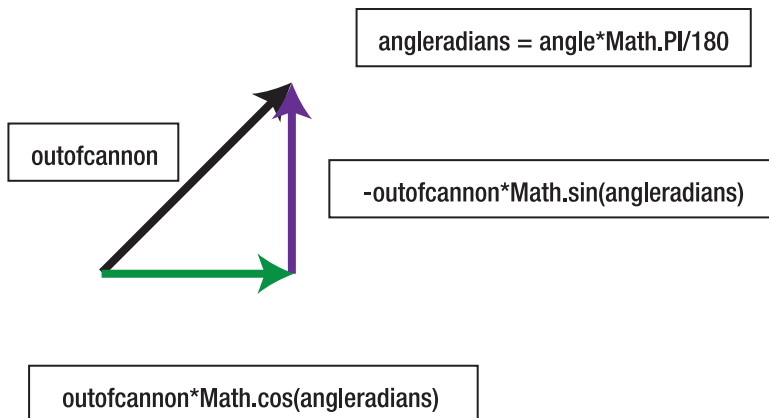 angleradians = angle*Math.PI/180
outofcannon
-outofcannon*Math.sin(angleradians)
outofcannon*Math.cos(angleradians)